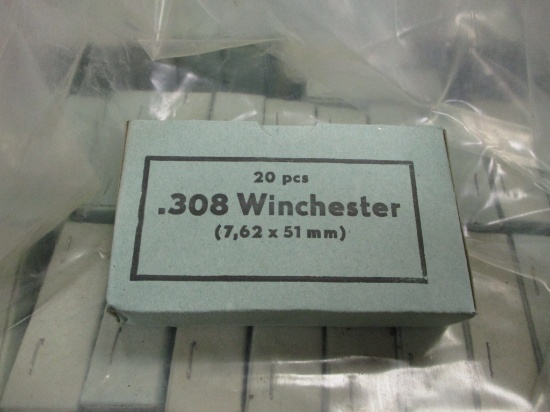 20 pcs
.308 Winchester
(7,62 x 51 mm)